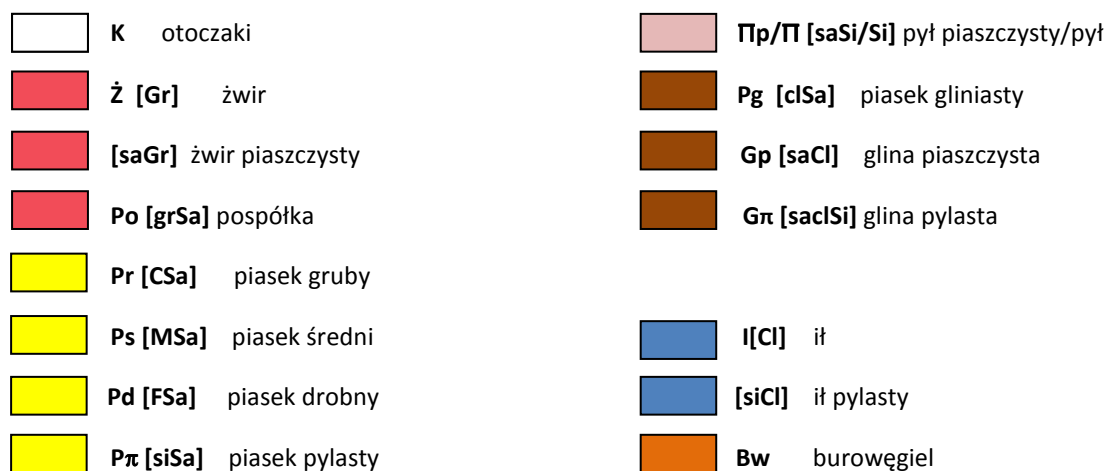 K otoczaki
Ż [Gr] żwir
[saGr] żwir piaszczysty
Po [grSa] pospółka
Pr [CSa] piasek gruby
Ps [MSa] piasek średni
Pd [FSa] piasek drobny
Pπ [siSa] piasek pylasty
Πp/Π [saSi/Si] pył piaszczysty/pył
Pg [clSa] piasek gliniasty
Gp [saCl] glina piaszczysta
Gπ [saclSi] glina pylasta
I[Cl] ił
[siCl] ił pylasty
Bw burowęgiel